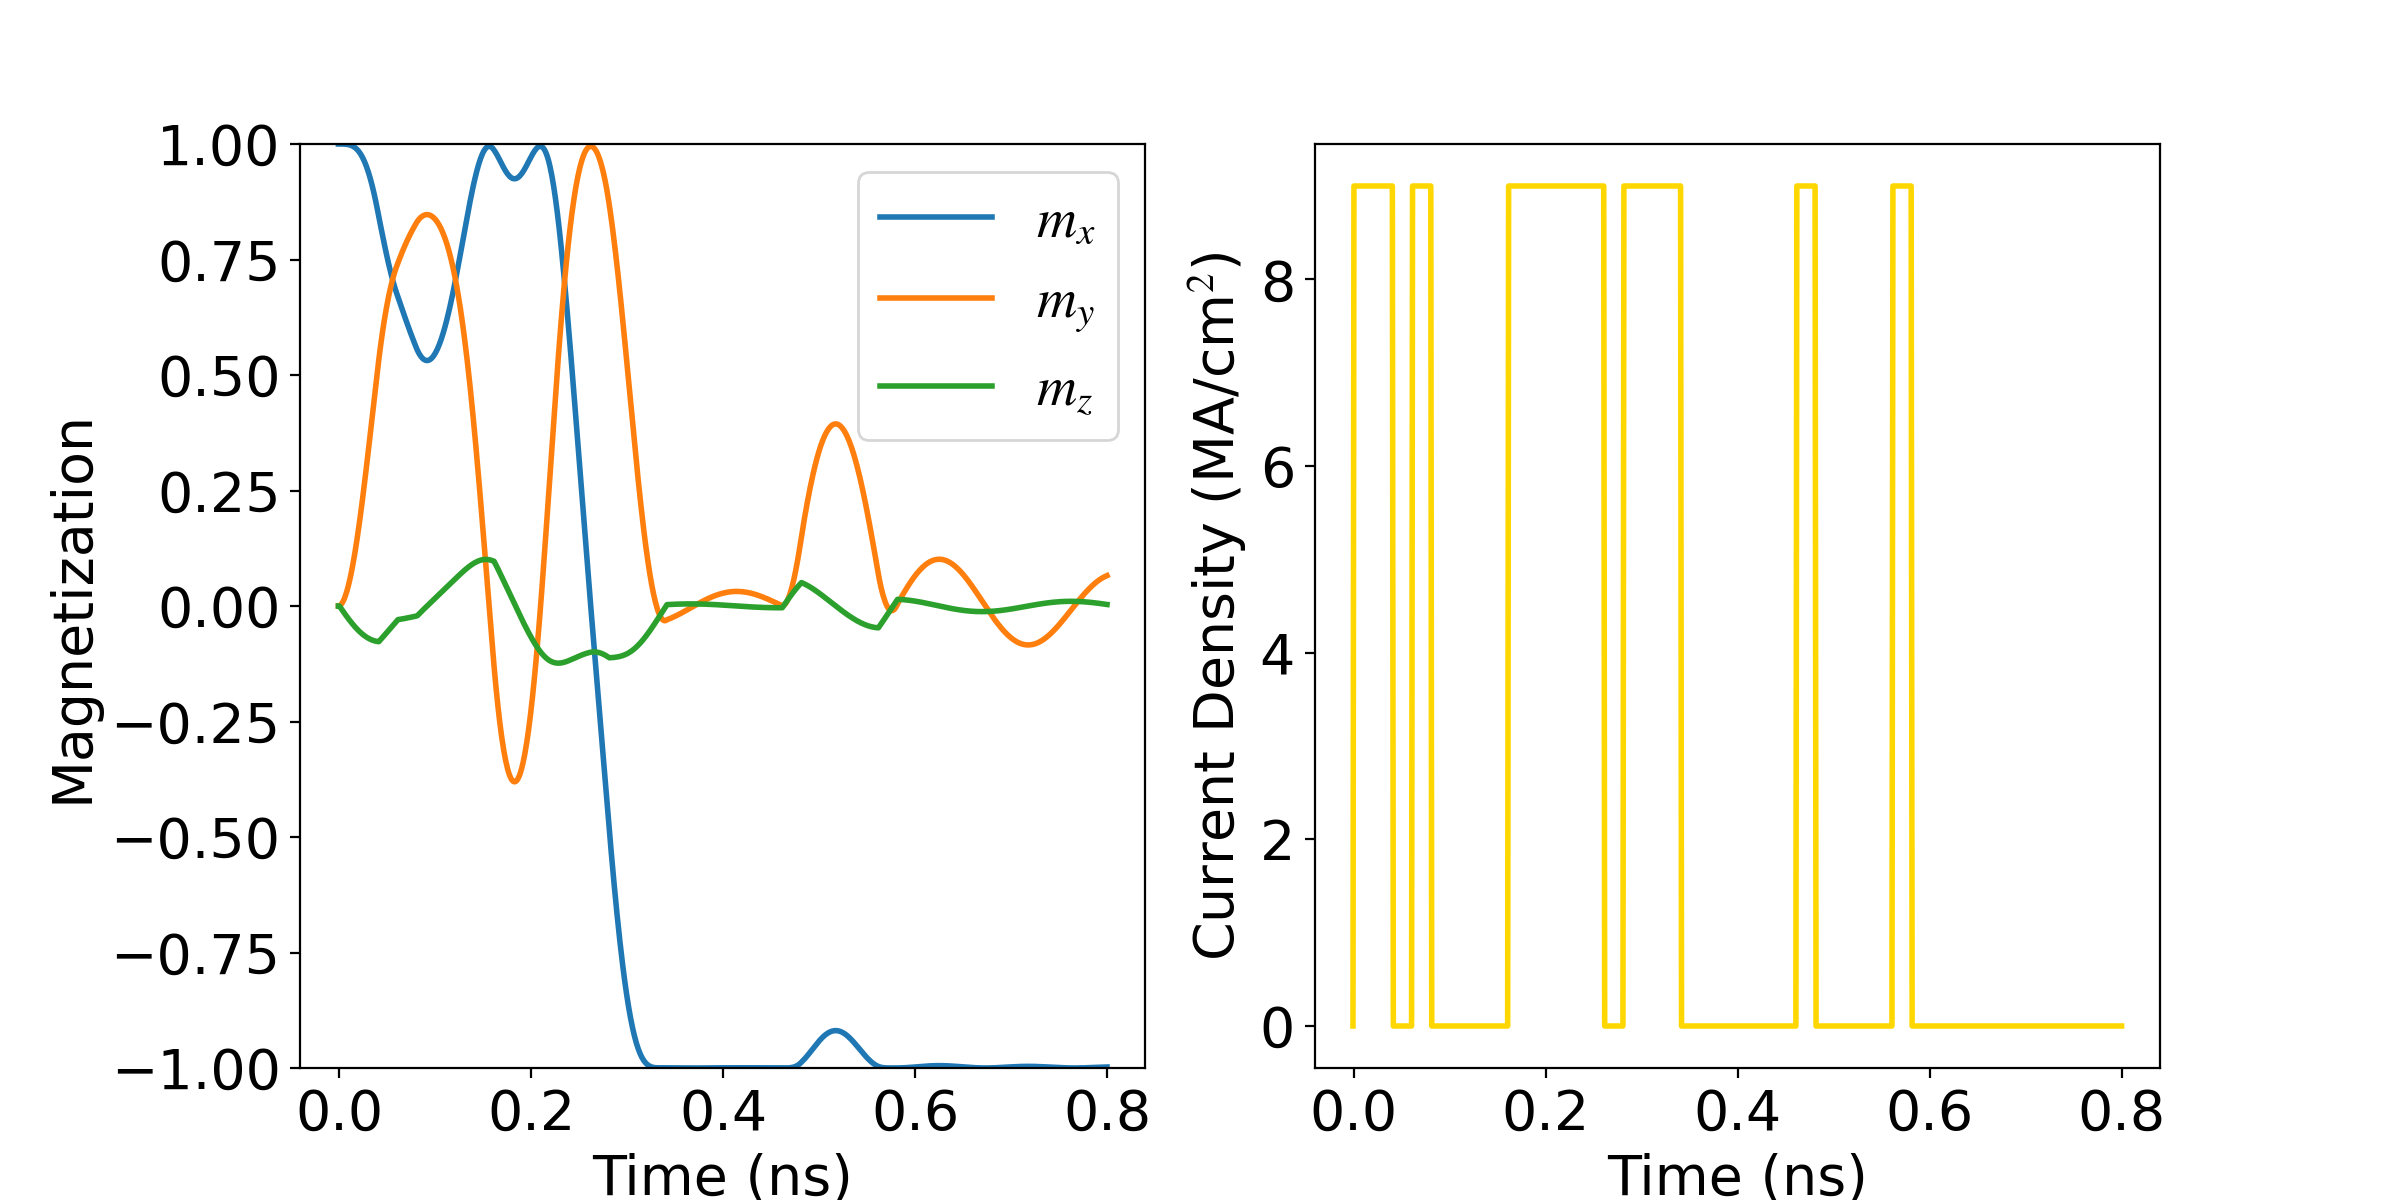 Magnetization
1.00
0.75
0.50
0.25
0.00
−0.25
−0.50
−0.75
−1.00
0.0 0.2 0.4 0.6 0.8
Time (ns)
m_x
m_y
m_z
Current Density (MA/cm²)
8
6
4
2
0
0.0 0.2 0.4 0.6 0.8
Time (ns)